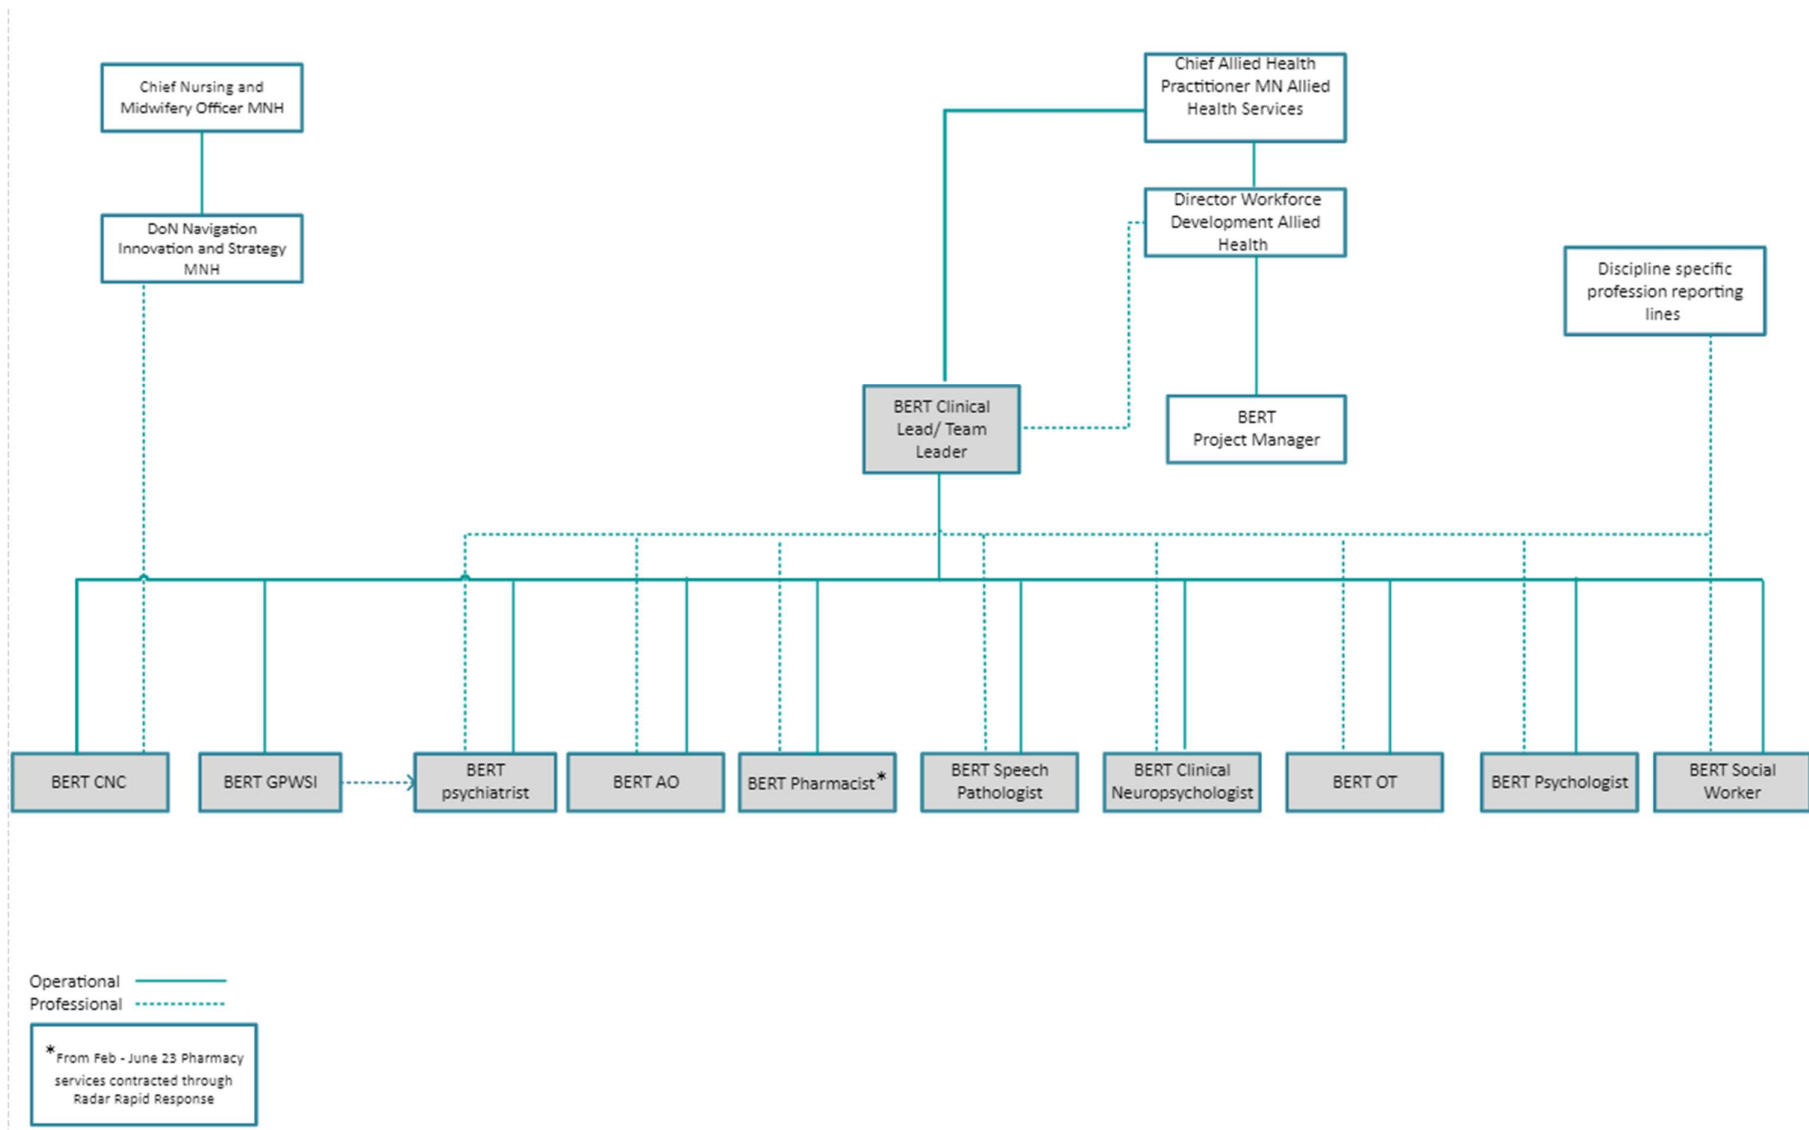 Chief Nursing and
Midwifery Officer MNH
DoN Navigation
Innovation and Strategy
MNH
Chief Allied Health
Practitioner MN Allied
Health Services
Director Workforce
Development Allied
Health
Discipline specific
profession reporting
lines
BERT Clinical
Lead/ Team
Leader
BERT
Project Manager
BERT CNC
BERT GPWSI
BERT
psychiatrist
BERT AO
BERT Pharmacist*
BERT Speech
Pathologist
BERT Clinical
Neuropsychologist
BERT OT
BERT Psychologist
BERT Social
Worker
Operational
Professional
*From Feb - June 23 Pharmacy
services contracted through
Radar Rapid Response